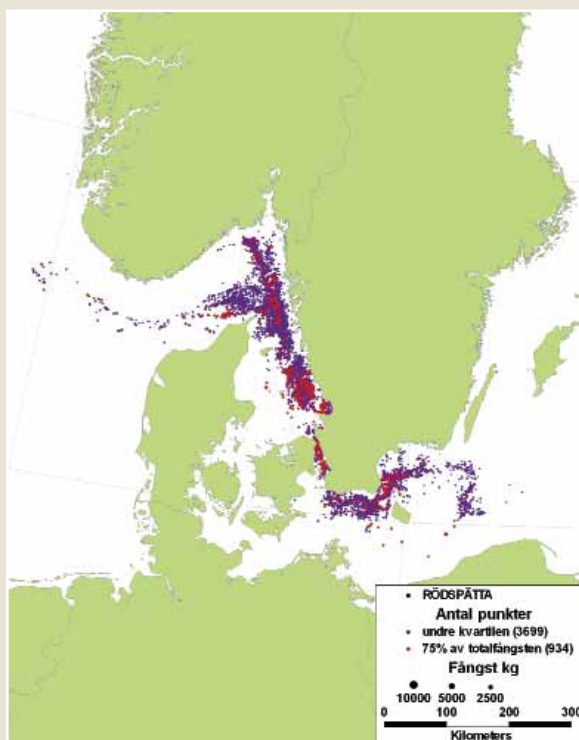 RÖDSPÄTTA
Antal punkter
undre kvartilen (3699)
75% av totalfångsten (934)
Fångst kg
10000 5000 2500
0 100 200 300
Kilometers